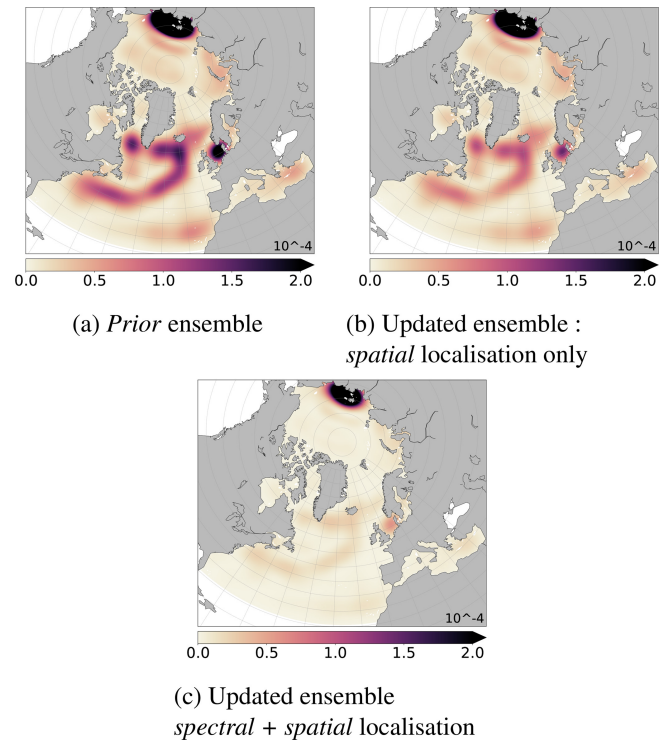 10^-4
10^-4
0.0 0.5 1.0 1.5 2.0
0.0 0.5 1.0 1.5 2.0
(a) Prior ensemble
(b) Updated ensemble :
spatial localisation only
10^-4
0.0 0.5 1.0 1.5 2.0
(c) Updated ensemble
spectral + spatial localisation